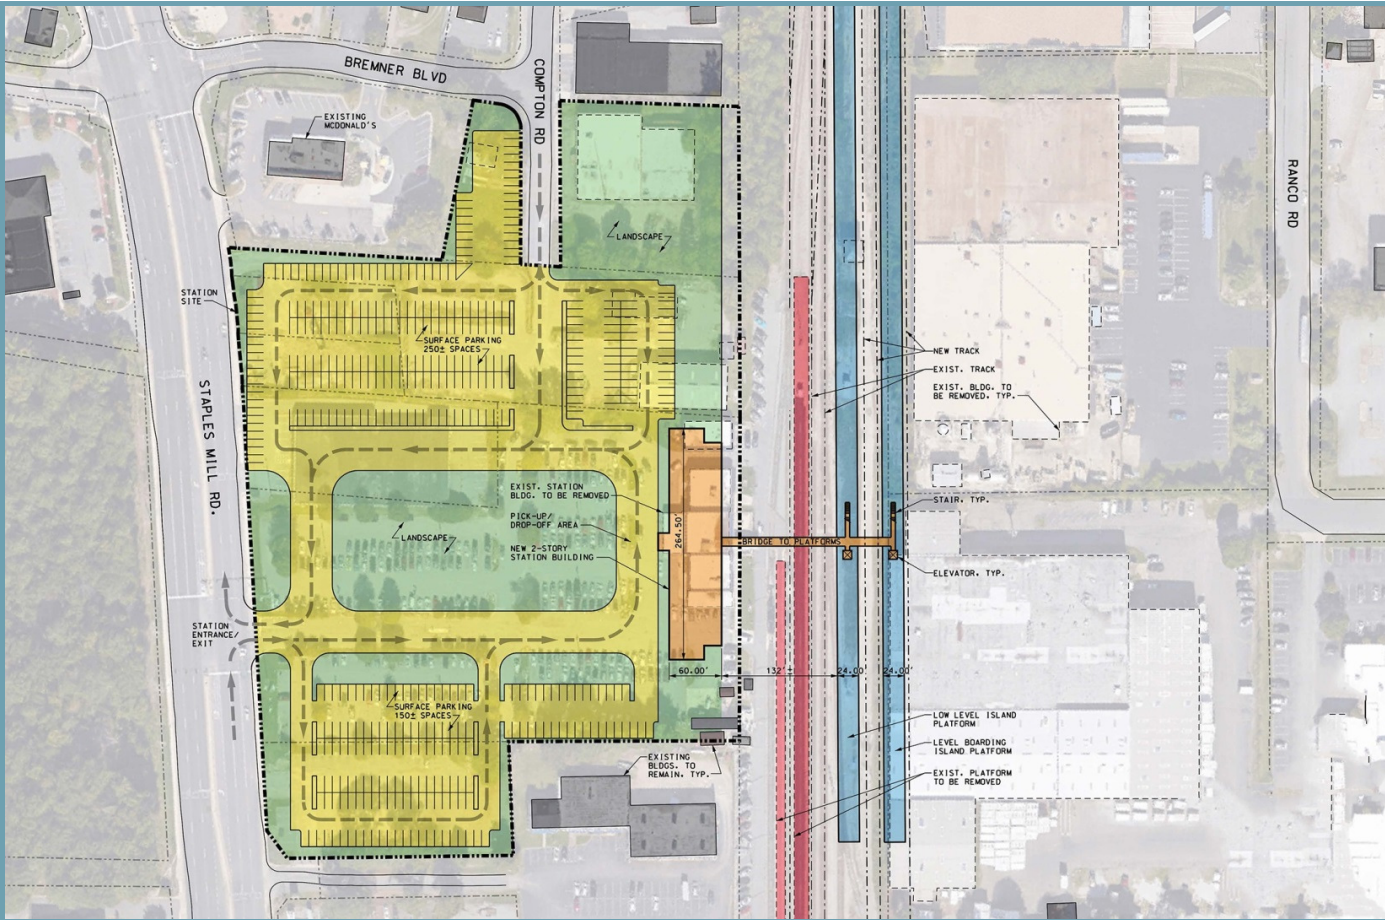 BREMNER BLVD
COMPTON RD
EXISTING
MCDONALD'S
RANCO RD
LANDSCAPE
STATION
SITE
SURFACE PARKING
250± SPACES
NEW TRACK
EXIST. TRACK
EXIST. BLDG. TO
BE REMOVED, TYP.
STAPLES MILL RD.
EXIST. STATION
BLDG. TO BE REMOVED
PICK-UP/
DROP-OFF AREA
NEW 2-STORY
STATION BUILDING
LANDSCAPE
264.50'
BRIDGE TO PLATFORMS
STAIR, TYP.
ELEVATOR, TYP.
STATION
ENTRANCE/
EXIT
60.00'
132'±
24.00'
24.00'
SURFACE PARKING
150± SPACES
LOW LEVEL ISLAND
PLATFORM
LEVEL BOARDING
ISLAND PLATFORM
EXIST. PLATFORM
TO BE REMOVED
EXISTING
BLDGS. TO
REMAIN, TYP.